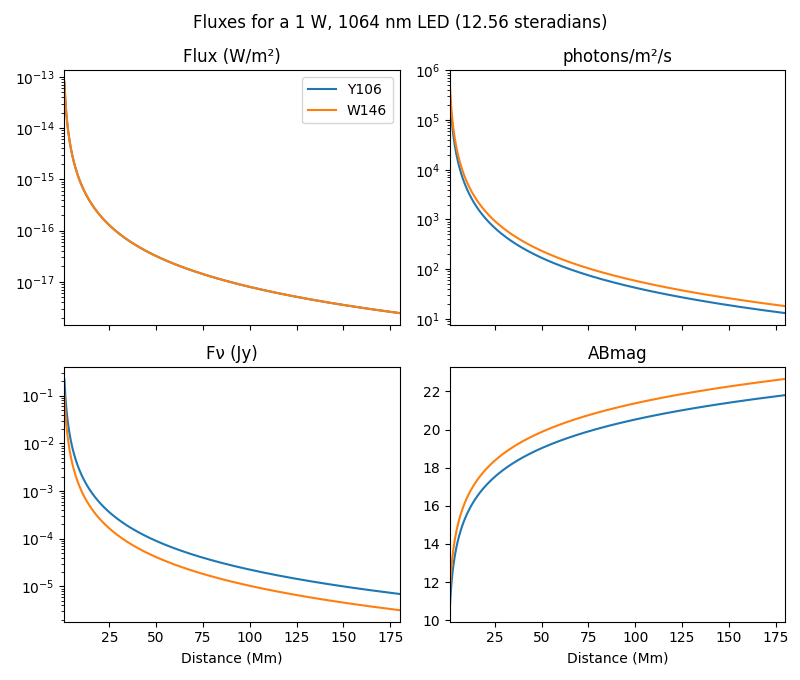 Fluxes for a 1 W, 1064 nm LED (12.56 steradians)
Flux (W/m²)
10⁻¹³
10⁻¹⁴
10⁻¹⁵
10⁻¹⁶
10⁻¹⁷
Y106
W146
photons/m²/s
10⁶
10⁵
10⁴
10³
10²
10¹
Fν (Jy)
10⁻¹
10⁻²
10⁻³
10⁻⁴
10⁻⁵
25 50 75 100 125 150 175
Distance (Mm)
ABmag
22
20
18
16
14
12
10
25 50 75 100 125 150 175
Distance (Mm)